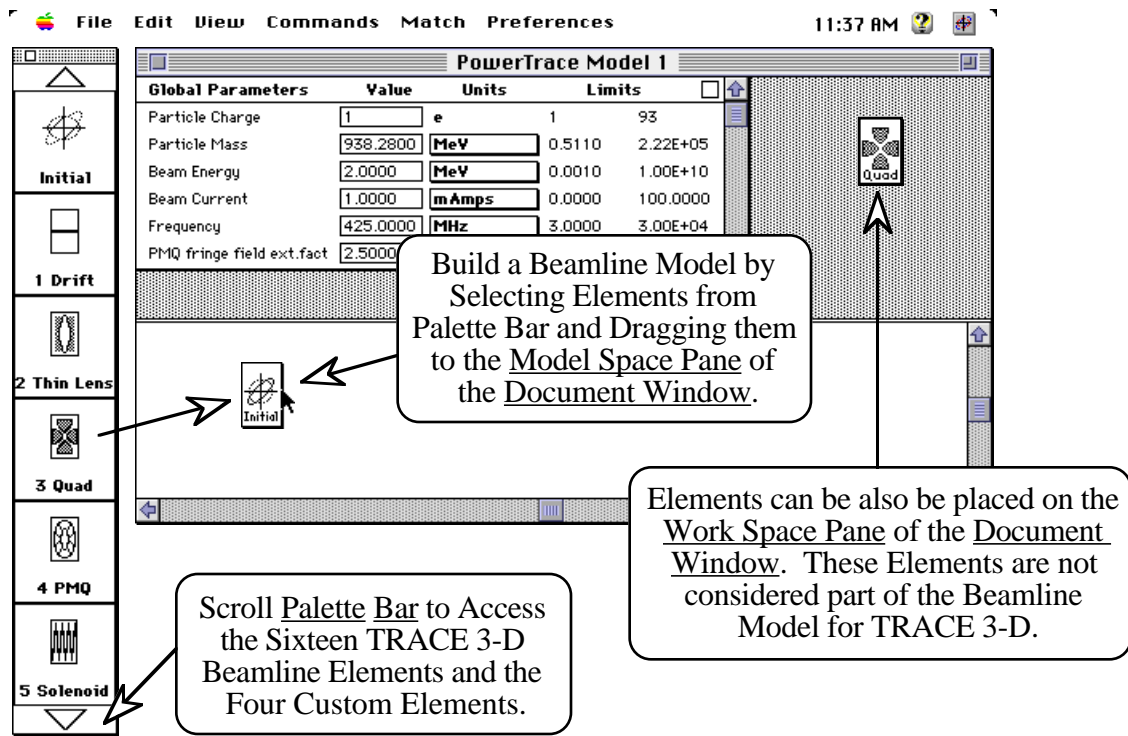 File Edit View Commands Match Preferences 11:37 AM
PowerTrace Model 1
Global Parameters Value Units Limits
Particle Charge 1 e 1 93
Particle Mass 938.2800 MeV 0.5110 2.22E+05
Beam Energy 2.0000 MeV 0.0010 1.00E+10
Beam Current 1.0000 mAmps 0.0000 100.0000
Frequency 425.0000 MHz 3.0000 3.00E+04
PMQ fringe field ext.fact 2.5000
Initial
1 Drift
2 Thin Lens
3 Quad
4 PMQ
5 Solenoid
Quad
Initial
Build a Beamline Model by
Selecting Elements from
Palette Bar and Dragging them
to the Model Space Pane of
the Document Window.
Elements can be also be placed on the
Work Space Pane of the Document
Window. These Elements are not
considered part of the Beamline
Model for TRACE 3-D.
Scroll Palette Bar to Access
the Sixteen TRACE 3-D
Beamline Elements and the
Four Custom Elements.